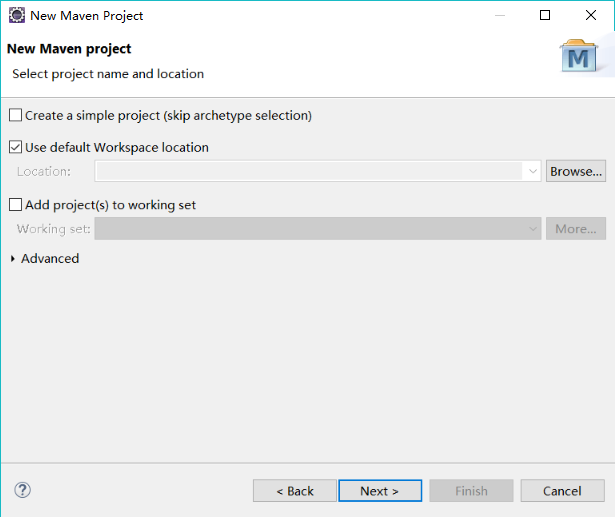 New Maven Project
New Maven project
Select project name and location
M
Create a simple project (skip archetype selection)
Use default Workspace location
Location:
Browse...
Add project(s) to working set
Working set:
More...
Advanced
?
< Back
Next >
Finish
Cancel